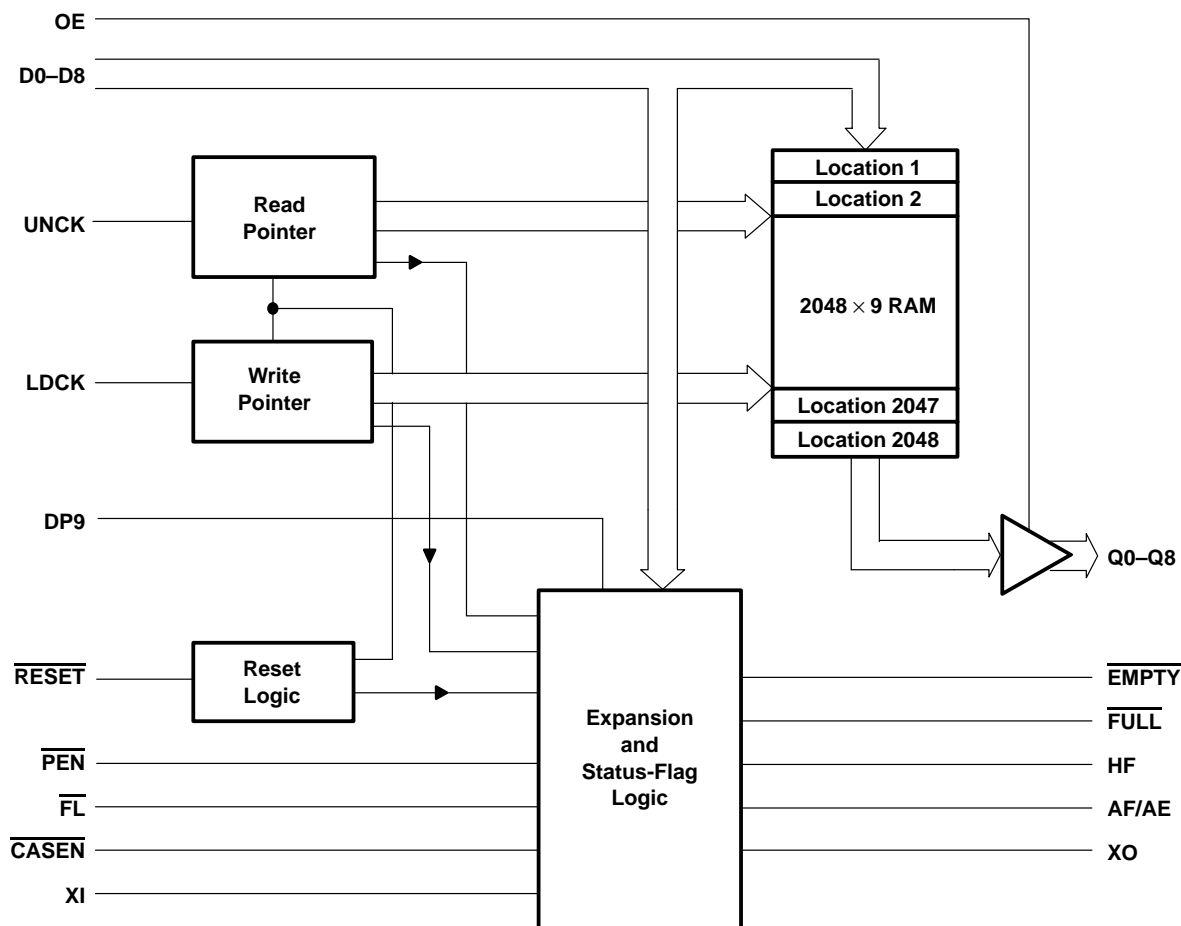 OE
D0–D8
Location 1
Location 2
Read
Pointer
UNCK
2048 × 9 RAM
Write
Pointer
LDCK
Location 2047
Location 2048
DP9
Q0–Q8
RESET
Reset
Logic
EMPTY
Expansion
and
Status-Flag
Logic
FULL
PEN
HF
FL
AF/AE
CASEN
XO
XI